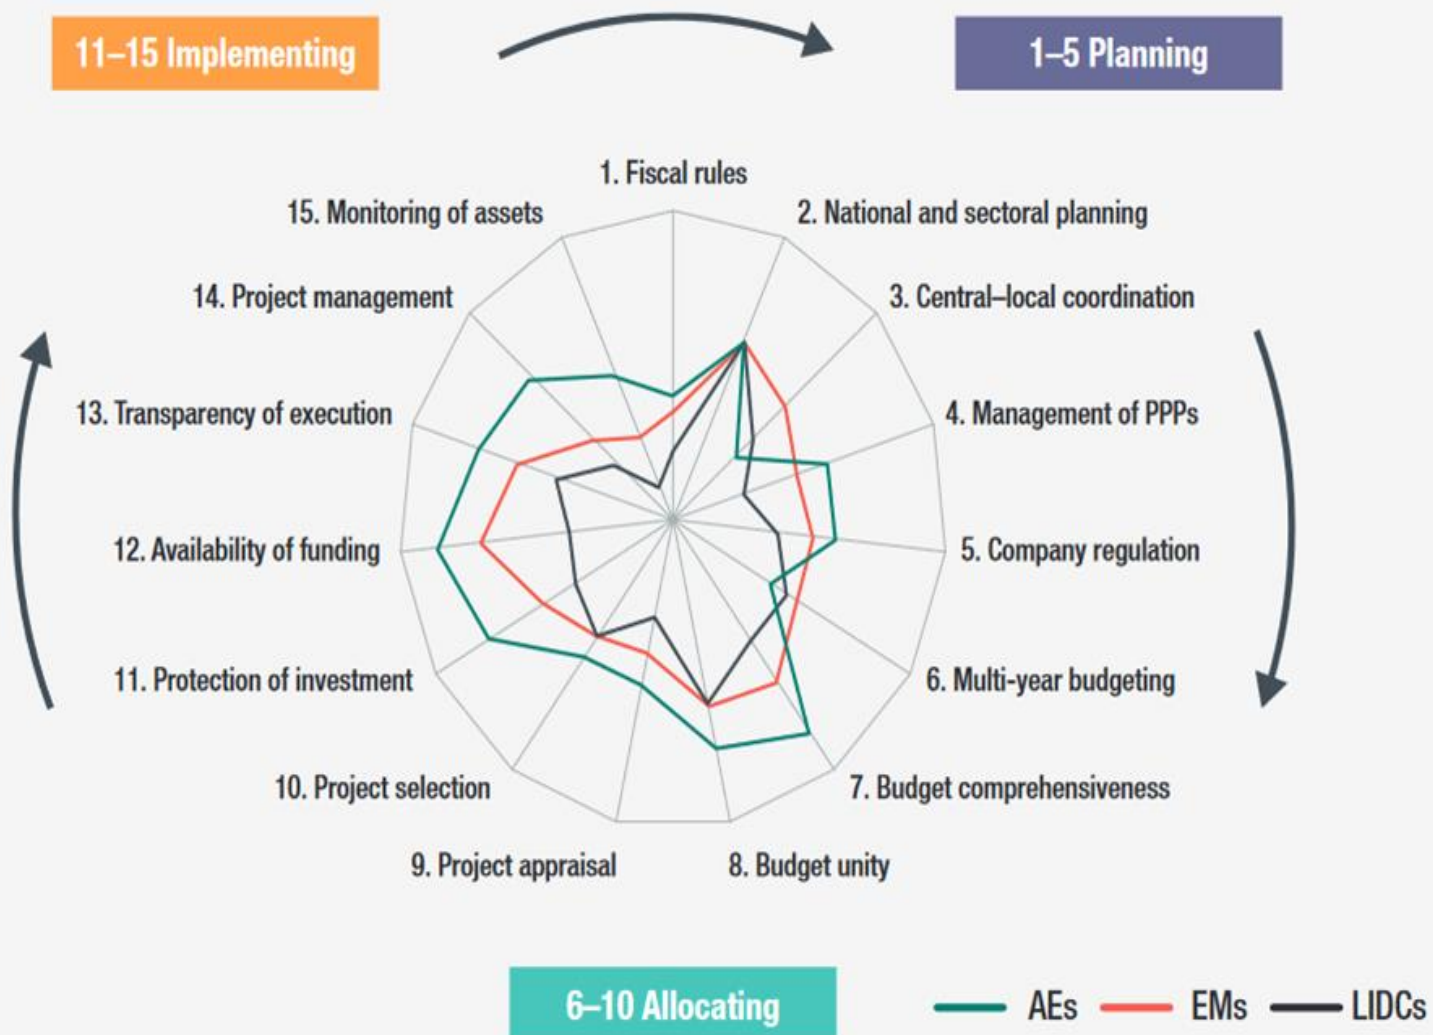 11–15 Implementing
1–5 Planning
1. Fiscal rules
2. National and sectoral planning
3. Central–local coordination
4. Management of PPPs
5. Company regulation
6. Multi-year budgeting
7. Budget comprehensiveness
8. Budget unity
9. Project appraisal
10. Project selection
11. Protection of investment
12. Availability of funding
13. Transparency of execution
14. Project management
15. Monitoring of assets
6–10 Allocating
AEs
EMs
LIDCs